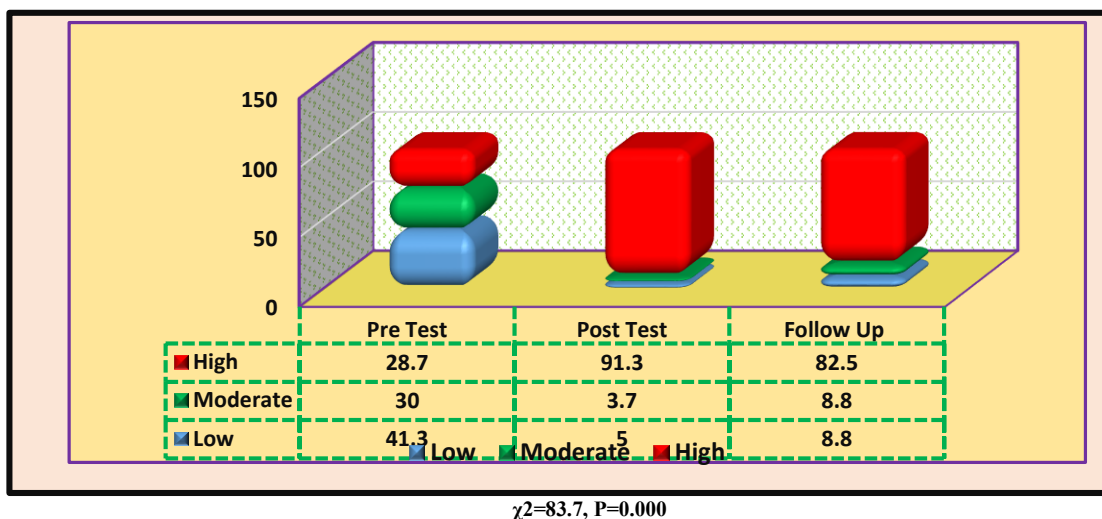 150
100
50
0
Pre Test Post Test Follow Up
High 28.7 91.3 82.5
Moderate 30 3.7 8.8
Low 41.3 5 8.8
Low Moderate High
χ2=83.7, P=0.000